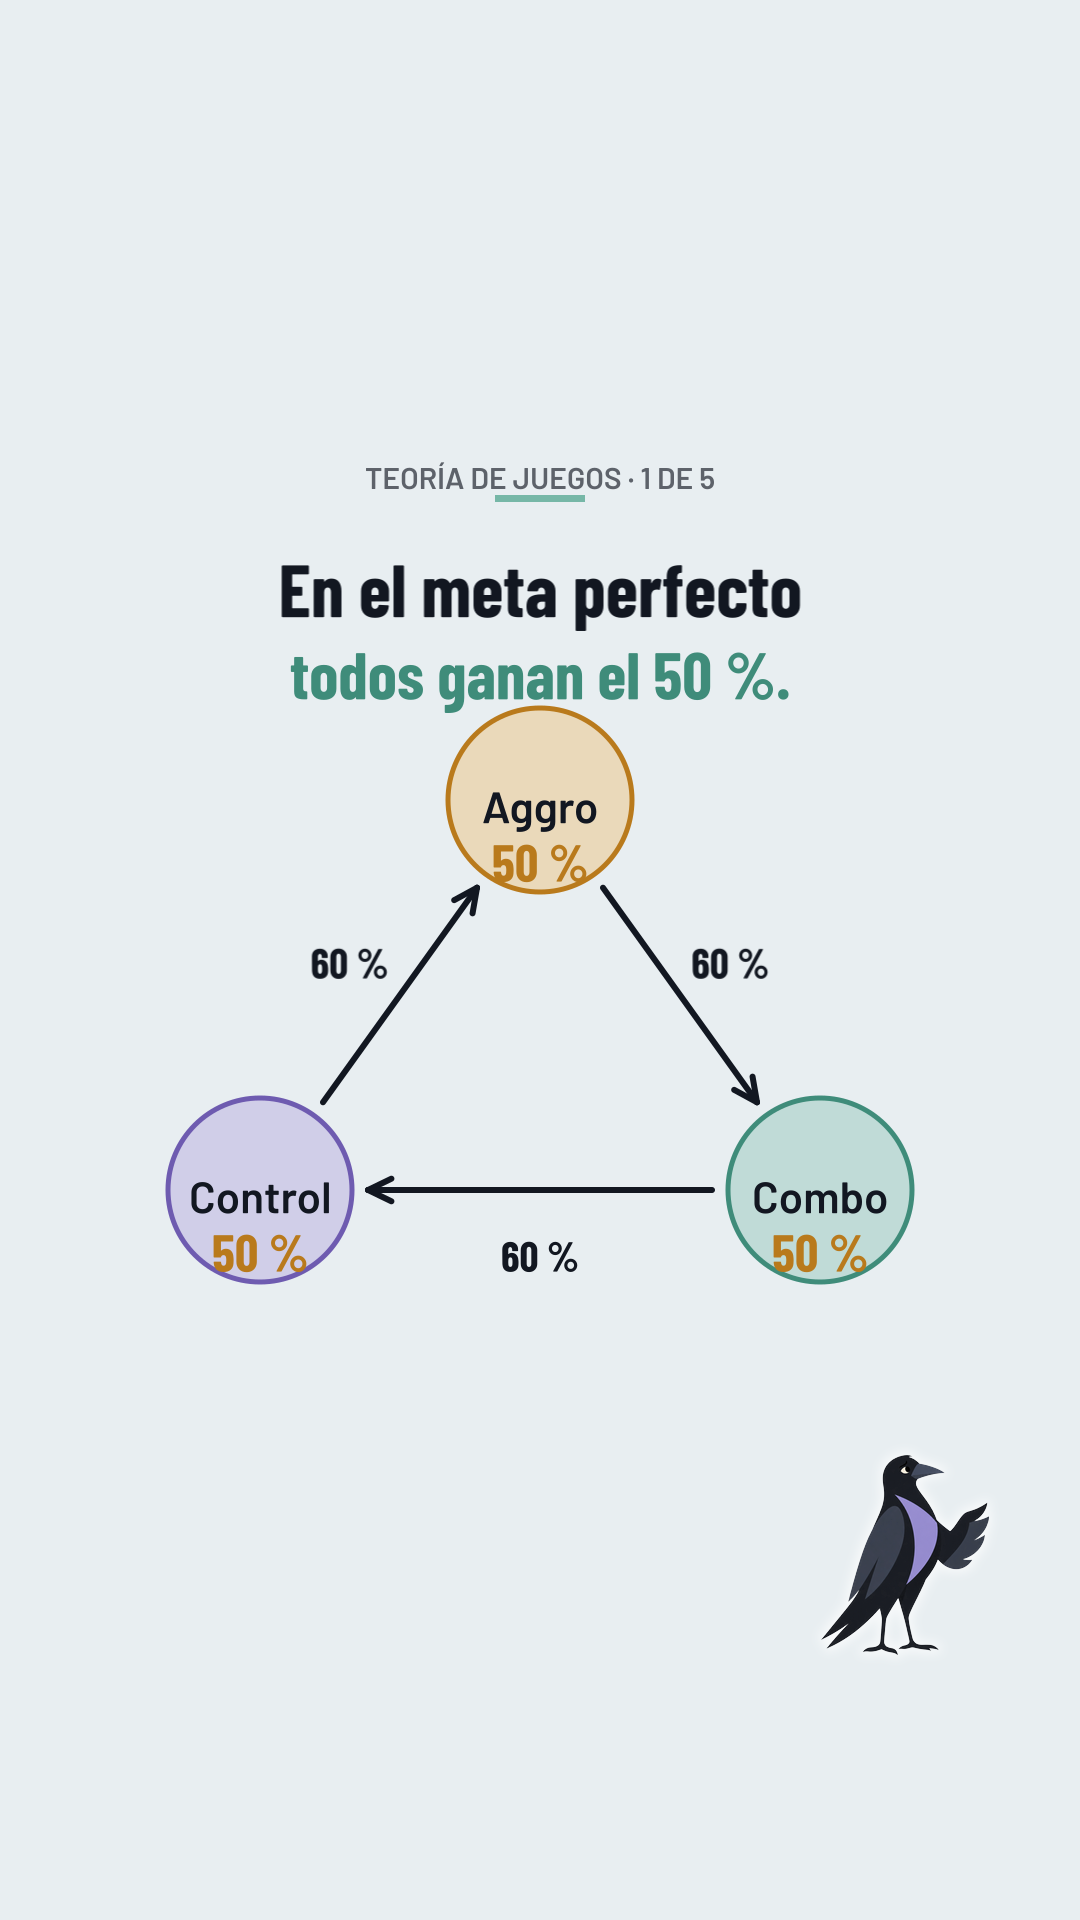 TEORÍA DE JUEGOS · 1 DE 5
En el meta perfecto
todos ganan el 50 %.
Aggro
50 %
60 %
60 %
Control
50 %
Combo
50 %
60 %